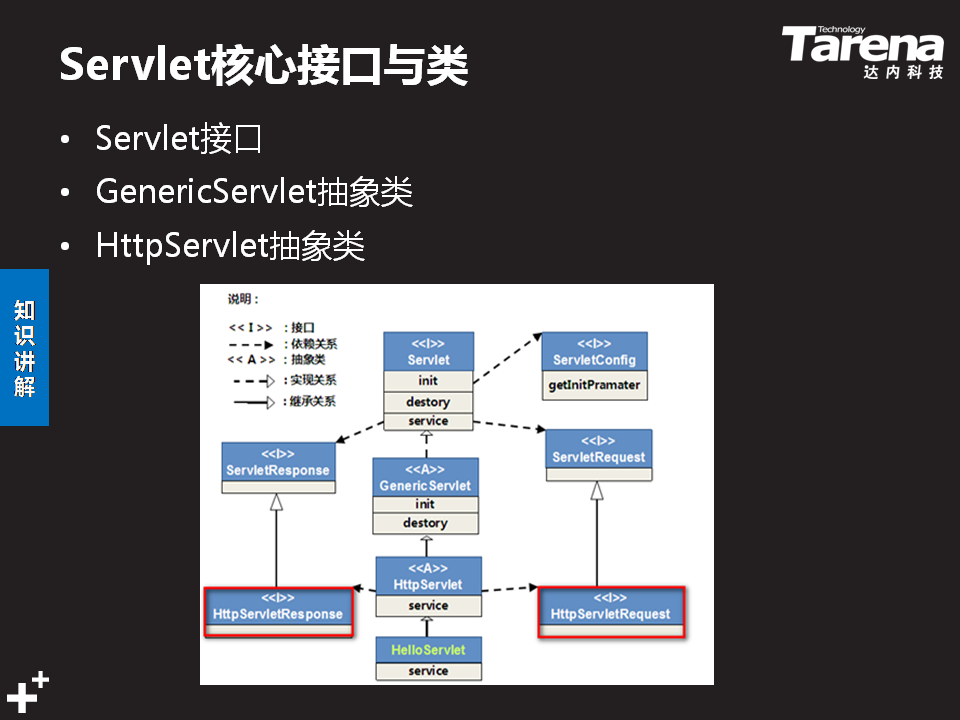 Servlet核心接口与类
Technology
Tarena
达内科技
• Servlet接口
• GenericServlet抽象类
• HttpServlet抽象类
知识讲解
说明：
<< I >> ：接口
：依赖关系
<< A >> ：抽象类
：实现关系
：继承关系
<<I>>
Servlet
init
destory
service
<<I>>
ServletConfig
getInitPramater
<<I>>
ServletResponse
<<I>>
ServletRequest
<<A>>
GenericServlet
init
destory
<<A>>
HttpServlet
service
<<I>>
HttpServletResponse
<<I>>
HttpServletRequest
HelloServlet
service